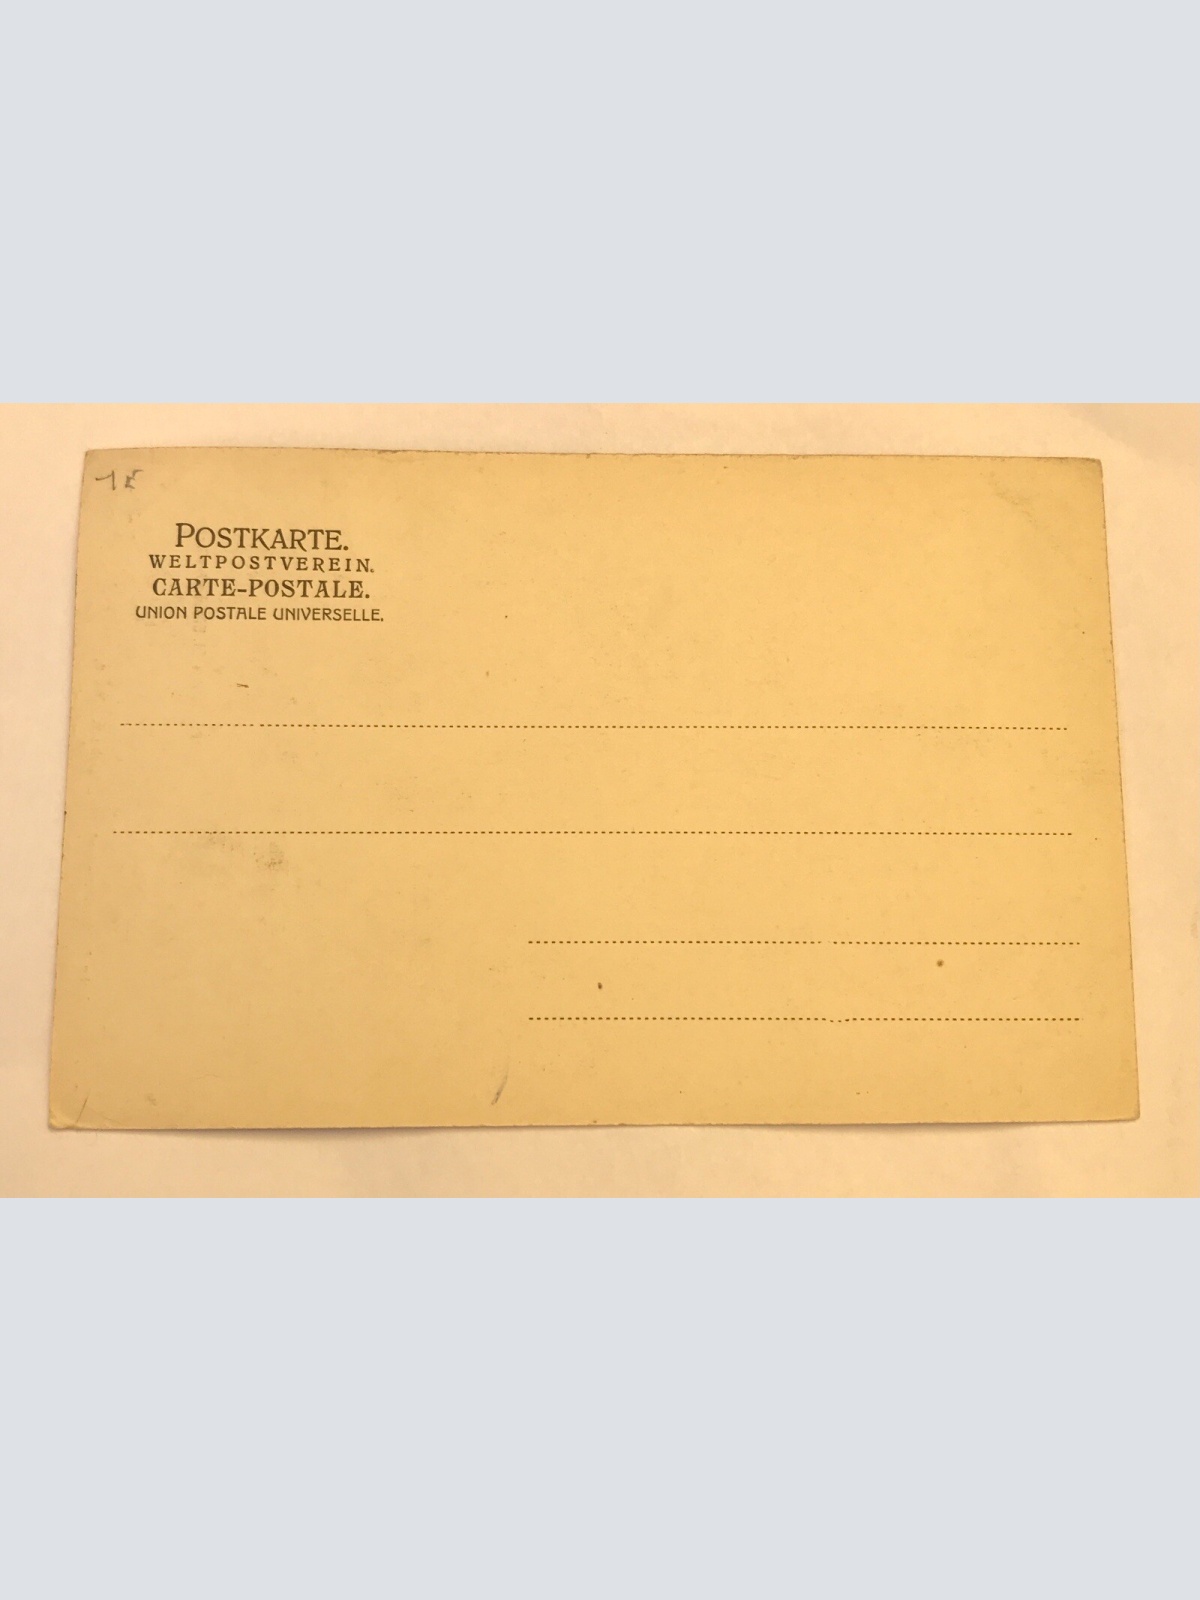 POSTKARTE.
WELTPOSTVEREIN.
CARTE-POSTALE.
UNION POSTALE UNIVERSELLE.